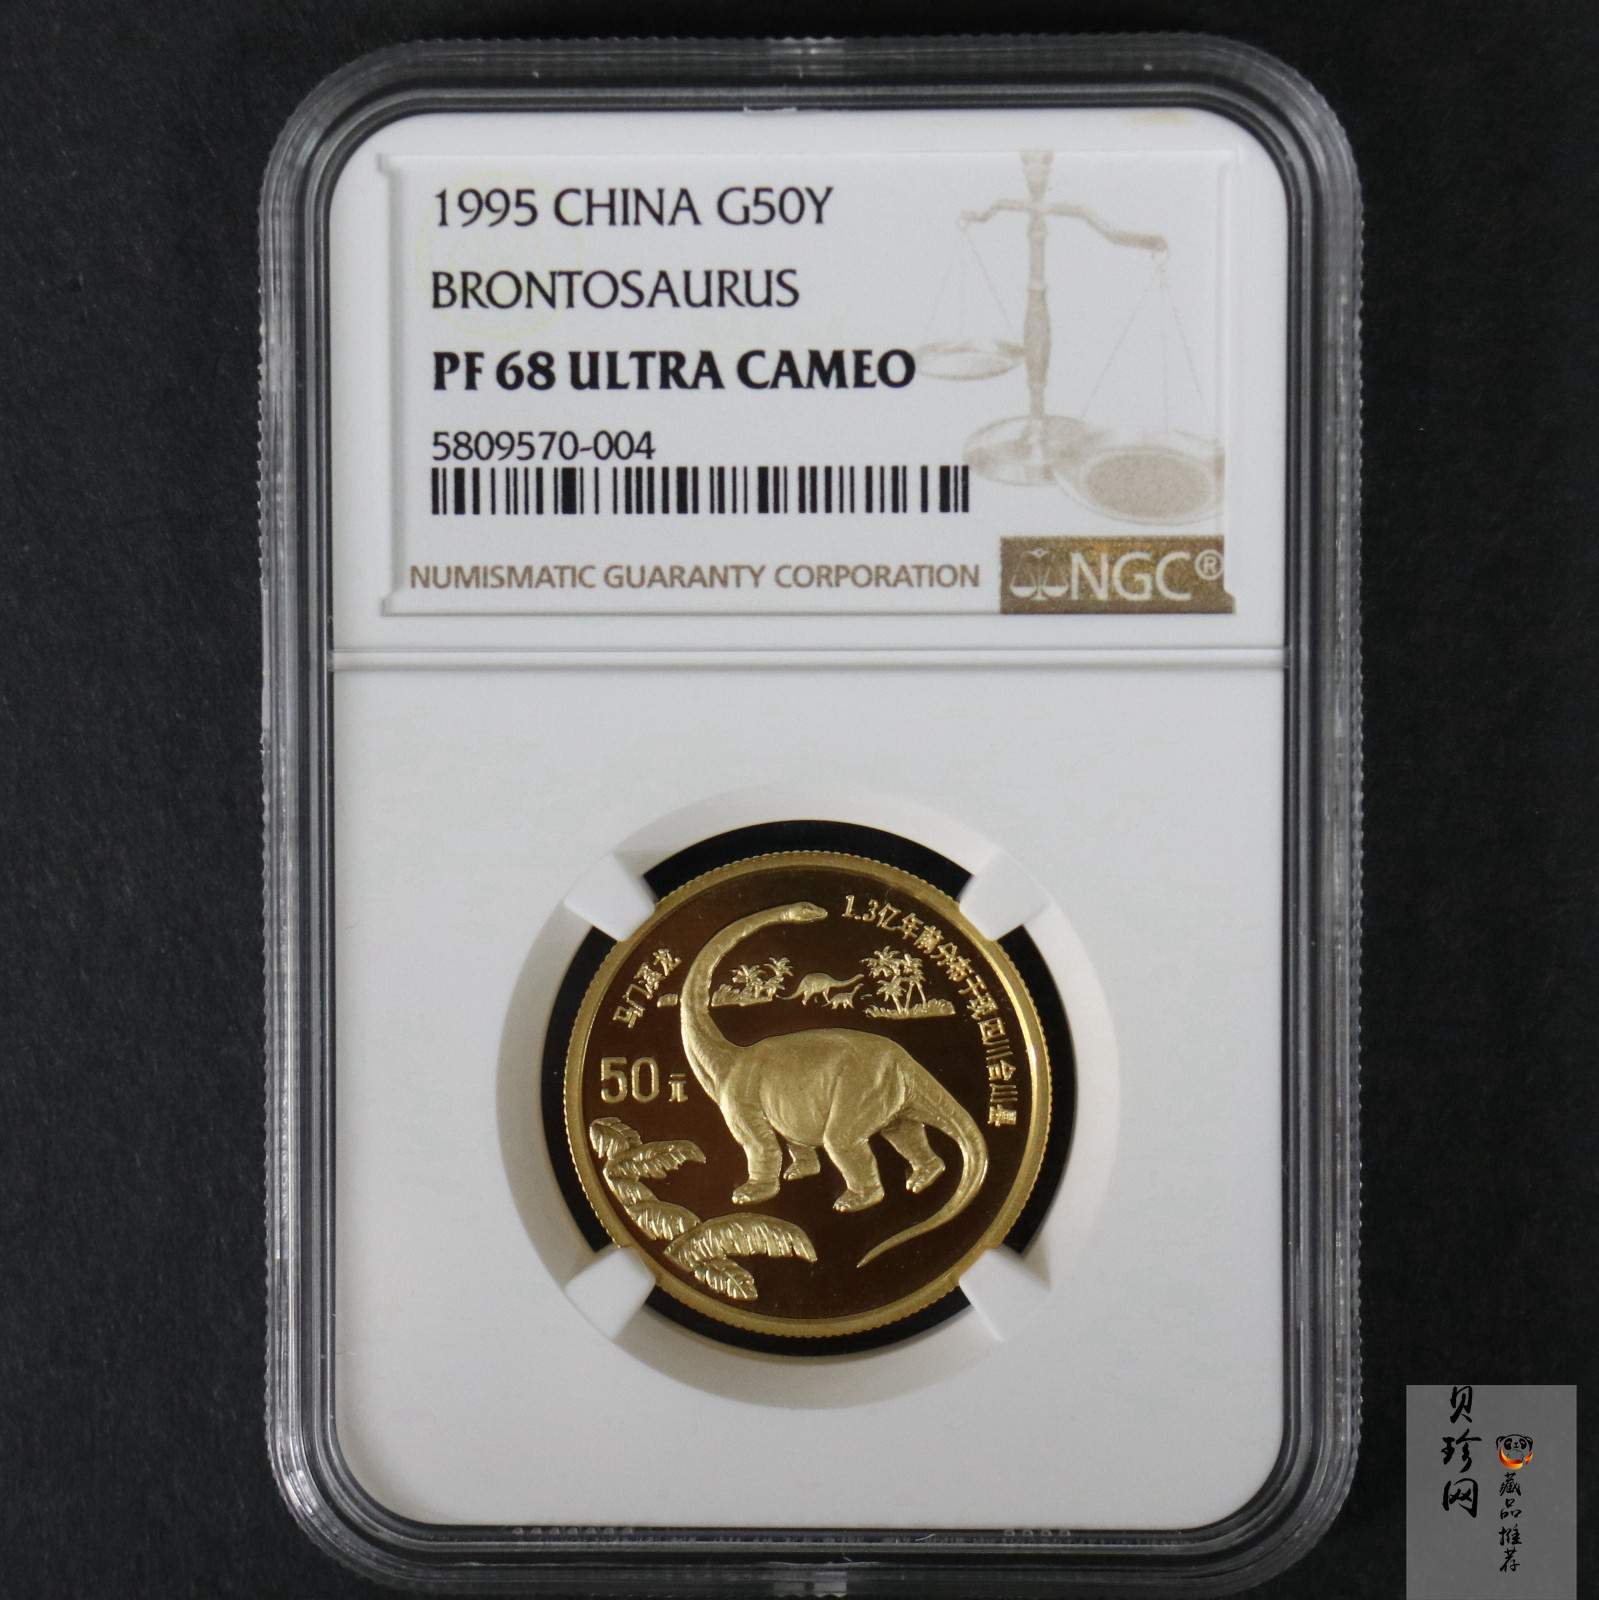 1995 CHINA G50Y
BRONTOSAURUS
PF 68 ULTRA CAMEO
5809570-004
NUMISMATIC GUARANTY CORPORATION
NGC®
马门溪龙
1.3亿年前分布于现四川合川县
50元
贝珍网
藏品推荐